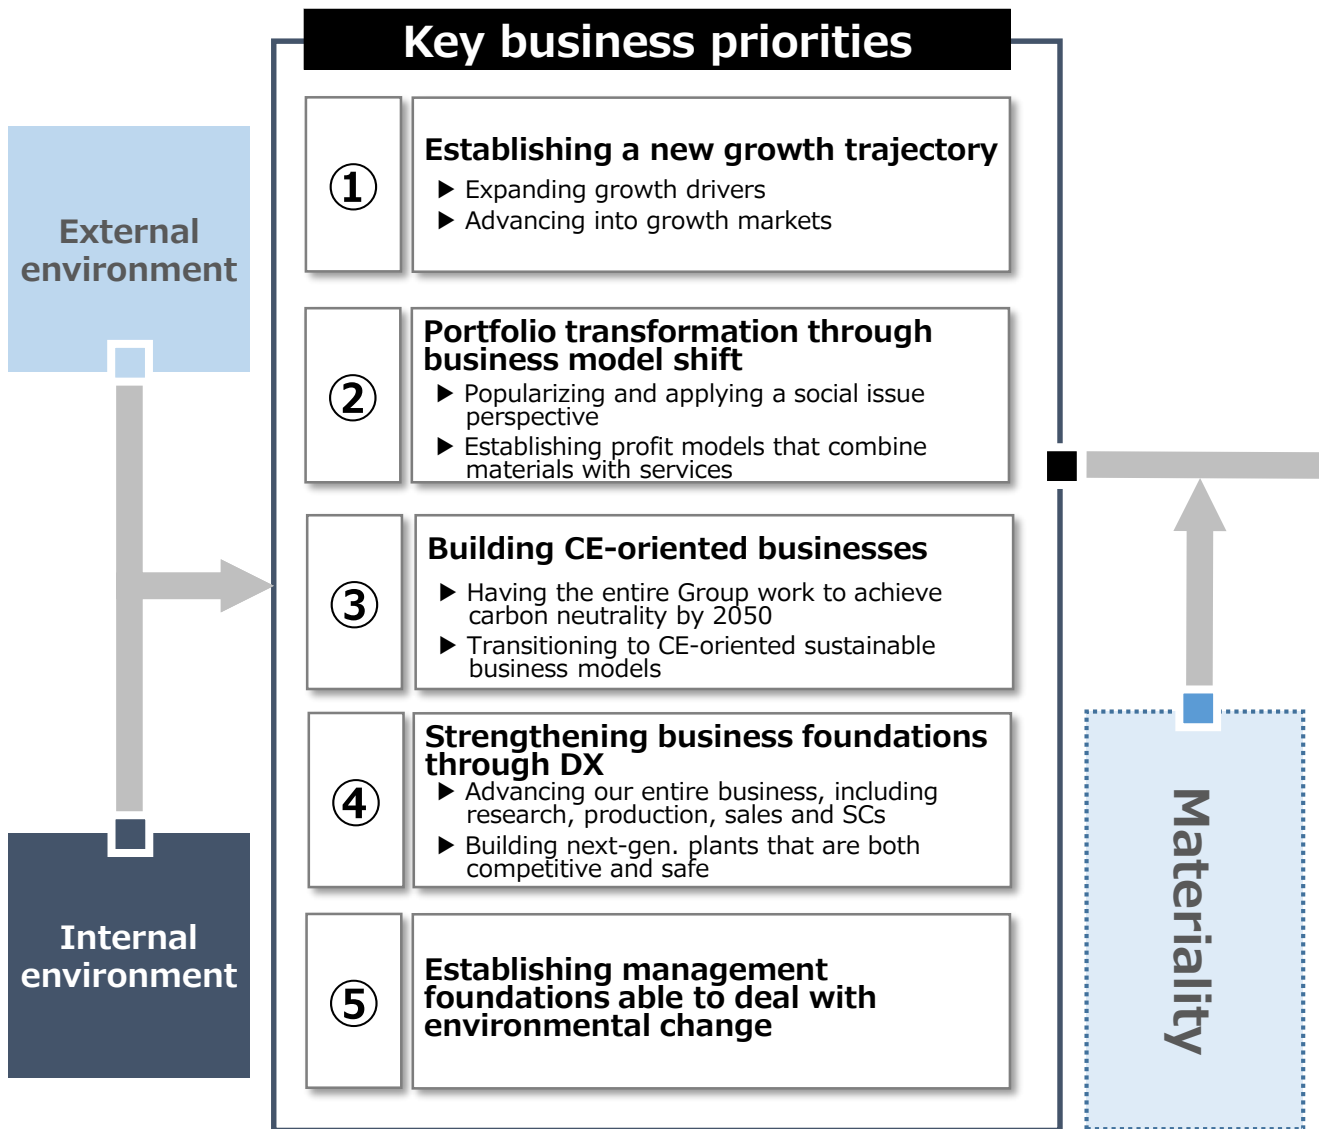 Key business priorities
External
environment
Internal
environment
①
Establishing a new growth trajectory
▶ Expanding growth drivers
▶ Advancing into growth markets
②
Portfolio transformation through
business model shift
▶ Popularizing and applying a social issue
perspective
▶ Establishing profit models that combine
materials with services
③
Building CE-oriented businesses
▶ Having the entire Group work to achieve
carbon neutrality by 2050
▶ Transitioning to CE-oriented sustainable
business models
④
Strengthening business foundations
through DX
▶ Advancing our entire business, including
research, production, sales and SCs
▶ Building next-gen. plants that are both
competitive and safe
⑤
Establishing management
foundations able to deal with
environmental change
Materiality